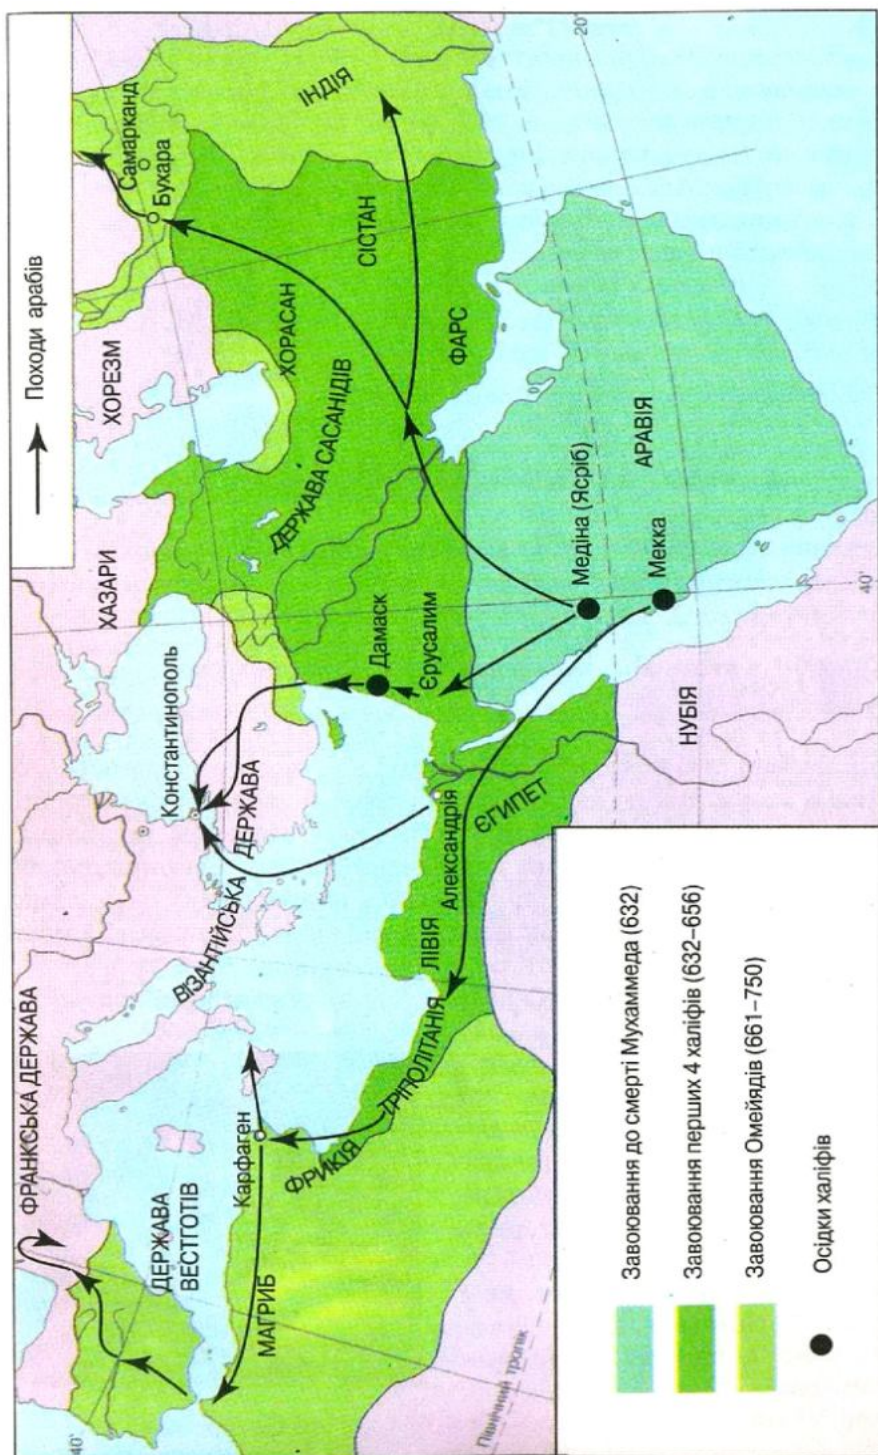 Походи арабів
ФРАНКСЬКА ДЕРЖАВА
ДЕРЖАВА
ВЕСТГОТІВ
МАГРИБ
Карфаген
ФРИКІЯ
ТРІПОЛІТАНІЯ
ЛІВІЯ
ВІЗАНТІЙСЬКА
ДЕРЖАВА
Константинополь
Александрія
ЄГИПЕТ
НУБІЯ
ХАЗАРИ
ХОРЕЗМ
Дамаск
Єрусалим
ДЕРЖАВА САСАНІДІВ
ХОРАСАН
СІСТАН
ФАРС
Самарканд
Бухара
ІНДІЯ
Медіна (Ясріб)
Мекка
АРАВІЯ
40°
40°
20°
Північний тропік
Завоювання до смерті Мухаммеда (632)
Завоювання перших 4 халіфів (632–656)
Завоювання Омейядів (661–750)
Осідки халіфів